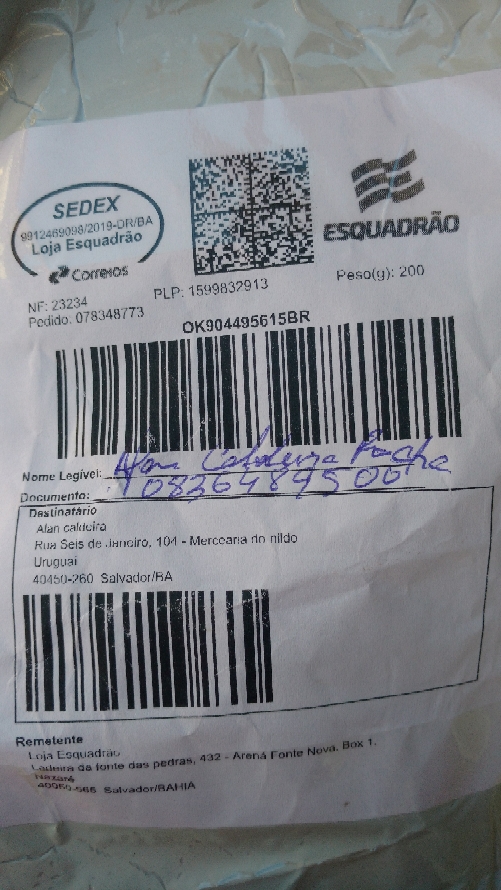 SEDEX
9912469098/2019-DR/BA
Loja Esquadrão
Correios
ESQUADRÃO
NF: 23234
PLP: 1599832913
Peso(g): 200
Pedido: 078348773
OK904495615BR
Nome Legível: Alan Caldeira Rocha
Documento: 08264849500
Destinatário
Alan caldeira
Rua Seis de Janeiro, 104 - Mercearia do nildo
Uruguai
40450-260 Salvador/BA
Remetente
Loja Esquadrão
Ladeira da fonte das pedras, 432 - Arena Fonte Nova. Box 1.
Nazaré
40050-565 Salvador/BAHIA